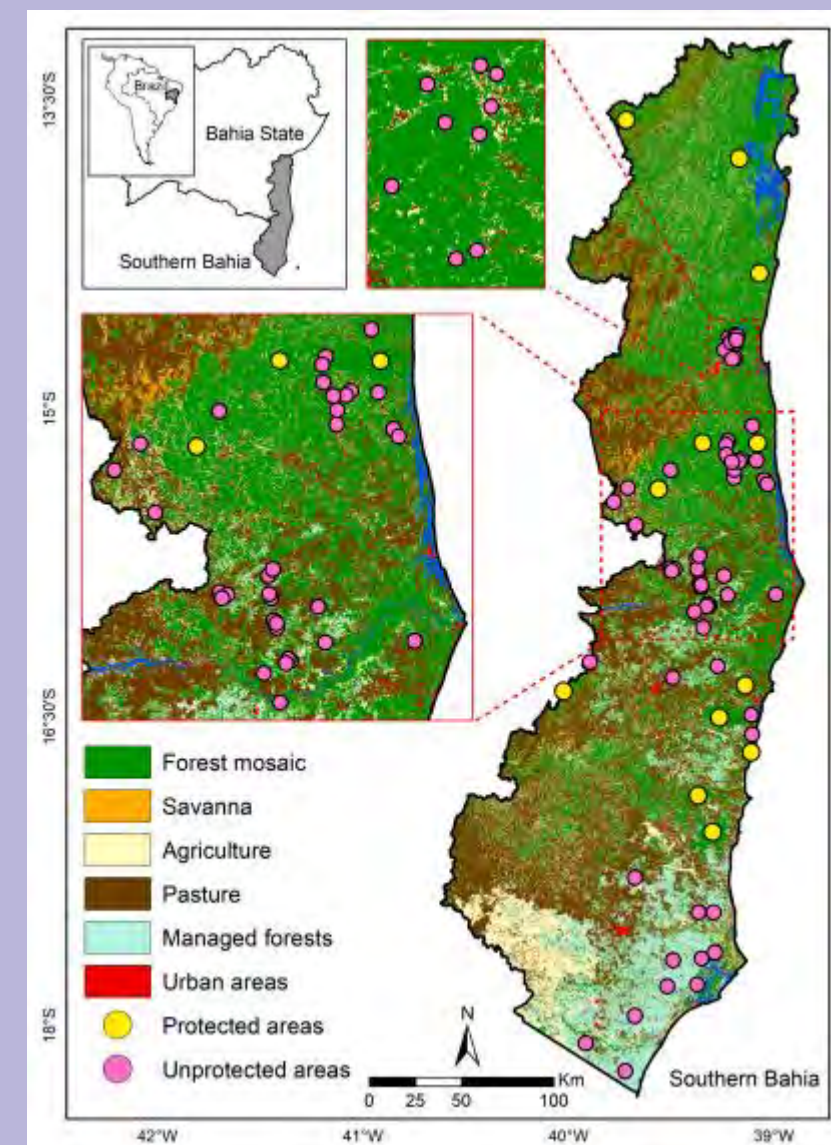 Brazil
Bahia State
Southern Bahia
13°30'S
15°S
16°30'S
18°S
Forest mosaic
Savanna
Agriculture
Pasture
Managed forests
Urban areas
Protected areas
Unprotected areas
N
Km
0 25 50 100
Southern Bahia
42°W 41°W 40°W 39°W